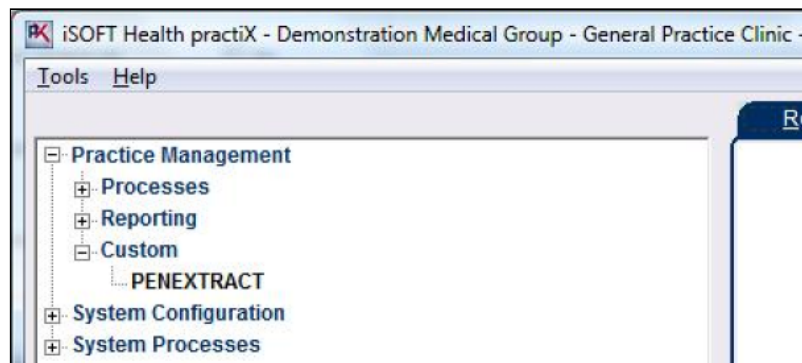 iSOFT Health practiX - Demonstration Medical Group - General Practice Clinic -
Tools Help
Practice Management
Processes
Reporting
Custom
PENEXTRACT
System Configuration
System Processes